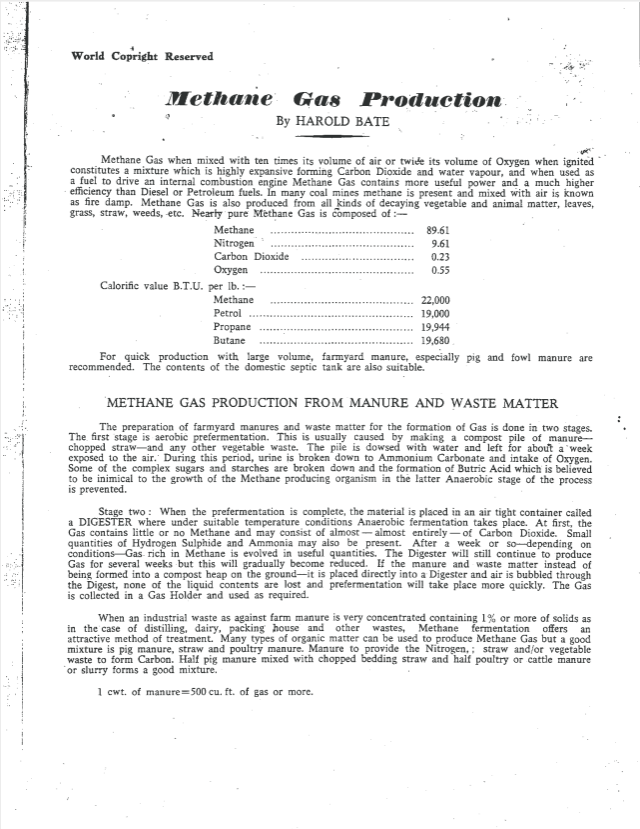 World Copright Reserved
Methane Gas Production
By HAROLD BATE
Methane Gas when mixed with ten times its volume of air or twice its volume of Oxygen when ignited
constitutes a mixture which is highly expansive forming Carbon Dioxide and water vapour, and when used as
a fuel to drive an internal combustion engine Methane Gas contains more useful power and a much higher
efficiency than Diesel or Petroleum fuels. In many coal mines methane is present and mixed with air is known
as fire damp. Methane Gas is also produced from all kinds of decaying vegetable and animal matter, leaves,
grass, straw, weeds, etc. Nearly pure Methane Gas is composed of :—
Methane ........................................... 89.61
Nitrogen ........................................... 9.61
Carbon Dioxide .................................. 0.23
Oxygen .............................................. 0.55
Calorific value B.T.U. per lb. :—
Methane ........................................... 22,000
Petrol ................................................. 19,000
Propane .............................................. 19,944
Butane .............................................. 19,680
For quick production with large volume, farmyard manure, especially pig and fowl manure are
recommended. The contents of the domestic septic tank are also suitable.
METHANE GAS PRODUCTION FROM MANURE AND WASTE MATTER
The preparation of farmyard manures and waste matter for the formation of Gas is done in two stages.
The first stage is aerobic prefermentation. This is usually caused by making a compost pile of manure—
chopped straw—and any other vegetable waste. The pile is dowsed with water and left for about a week
exposed to the air. During this period, urine is broken down to Ammonium Carbonate and intake of Oxygen.
Some of the complex sugars and starches are broken down and the formation of Butric Acid which is believed
to be inimical to the growth of the Methane producing organism in the latter Anaerobic stage of the process
is prevented.
Stage two : When the prefermentation is complete, the material is placed in an air tight container called
a DIGESTER where under suitable temperature conditions Anaerobic fermentation takes place. At first, the
Gas contains little or no Methane and may consist of almost — almost entirely — of Carbon Dioxide. Small
quantities of Hydrogen Sulphide and Ammonia may also be present. After a week or so—depending on
conditions—Gas rich in Methane is evolved in useful quantities. The Digester will still continue to produce
Gas for several weeks but this will gradually become reduced. If the manure and waste matter instead of
being formed into a compost heap on the ground—it is placed directly into a Digester and air is bubbled through
the Digest, none of the liquid contents are lost and prefermentation will take place more quickly. The Gas
is collected in a Gas Holder and used as required.
When an industrial waste as against farm manure is very concentrated containing 1% or more of solids as
in the case of distilling, dairy, packing house and other wastes, Methane fermentation offers an
attractive method of treatment. Many types of organic matter can be used to produce Methane Gas but a good
mixture is pig manure, straw and poultry manure. Manure to provide the Nitrogen, ; straw and/or vegetable
waste to form Carbon. Half pig manure mixed with chopped bedding straw and half poultry or cattle manure
or slurry forms a good mixture.
1 cwt. of manure=500 cu. ft. of gas or more.